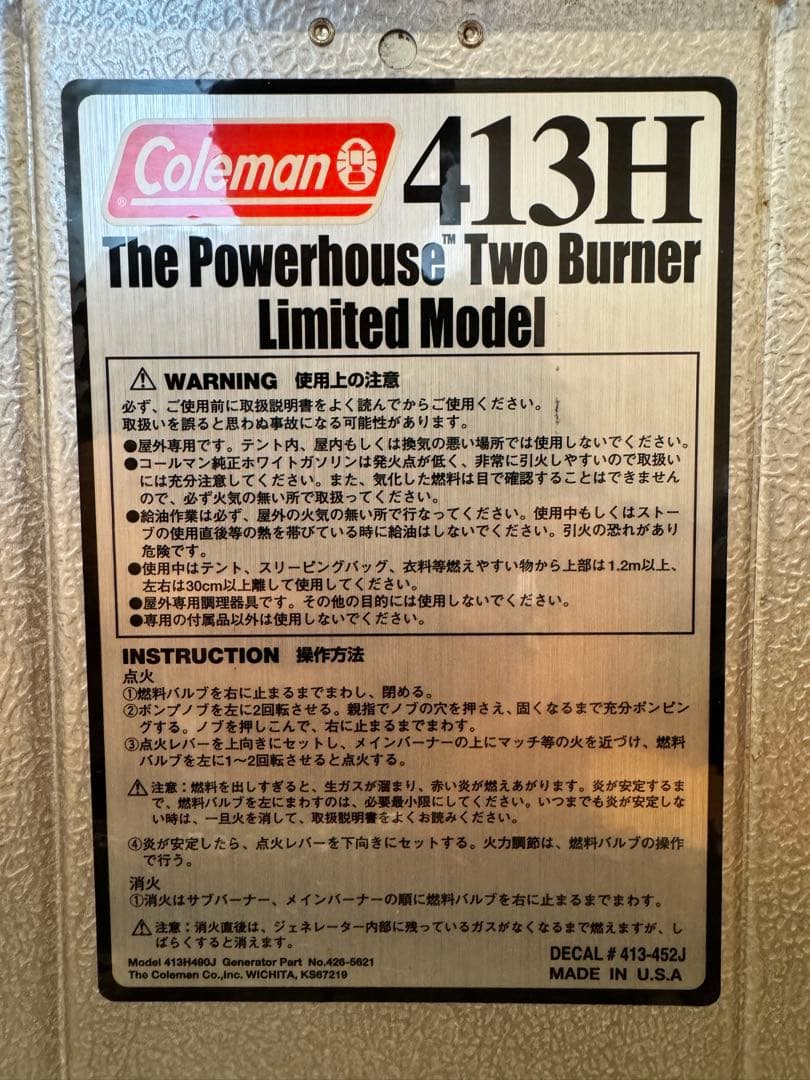 Coleman ®
413H
The Powerhouse™ Two Burner
Limited Model
⚠ WARNING 使用上の注意
必ず、ご使用前に取扱説明書をよく読んでからご使用ください。
取扱いを誤ると思わぬ事故になる可能性があります。
●屋外専用です。テント内、屋内もしくは換気の悪い場所では使用しないでください。
●コールマン純正ホワイトガソリンは発火点が低く、非常に引火しやすいので取扱い
には充分注意してください。また、気化した燃料は目で確認することはできません
ので、必ず火気の無い所で取扱ってください。
●給油作業は必ず、屋外の火気の無い所で行なってください。使用中もしくはストー
ブの使用直後等の熱を帯びている時に給油はしないでください。引火の恐れがあり
危険です。
●使用中はテント、スリーピングバッグ、衣料等燃えやすい物から上部は1.2m以上、
左右は30cm以上離して使用してください。
●屋外専用調理器具です。その他の目的には使用しないでください。
●専用の付属品以外は使用しないでください。
INSTRUCTION 操作方法
点火
①燃料バルブを右に止まるまでまわし、閉める。
②ポンプノブを左に2回転させる。親指でノブの穴を押さえ、固くなるまで充分ポンピン
グする。ノブを押しこんで、右に止まるまでまわす。
③点火レバーを上向きにセットし、メインバーナーの上にマッチ等の火を近づけ、燃料
バルブを左に1〜2回転させると点火する。
⚠注意：燃料を出しすぎると、生ガスが溜まり、赤い炎が燃えあがります。炎が安定するま
で、燃料バルブを左にまわすのは、必要最小限にしてください。いつまでも炎が安定しな
い時は、一旦火を消して、取扱説明書をよくお読みください。
④炎が安定したら、点火レバーを下向きにセットする。火力調節は、燃料バルブの操作
で行う。
消火
①消火はサブバーナー、メインバーナーの順に燃料バルブを右に止まるまでまわす。
⚠注意：消火直後は、ジェネレーター内部に残っているガスがなくなるまで燃えますが、し
ばらくすると消えます。
Model 413H490J Generator Part No.426-5621
The Coleman Co.,Inc. WICHITA, KS67219
DECAL # 413-452J
MADE IN U.S.A